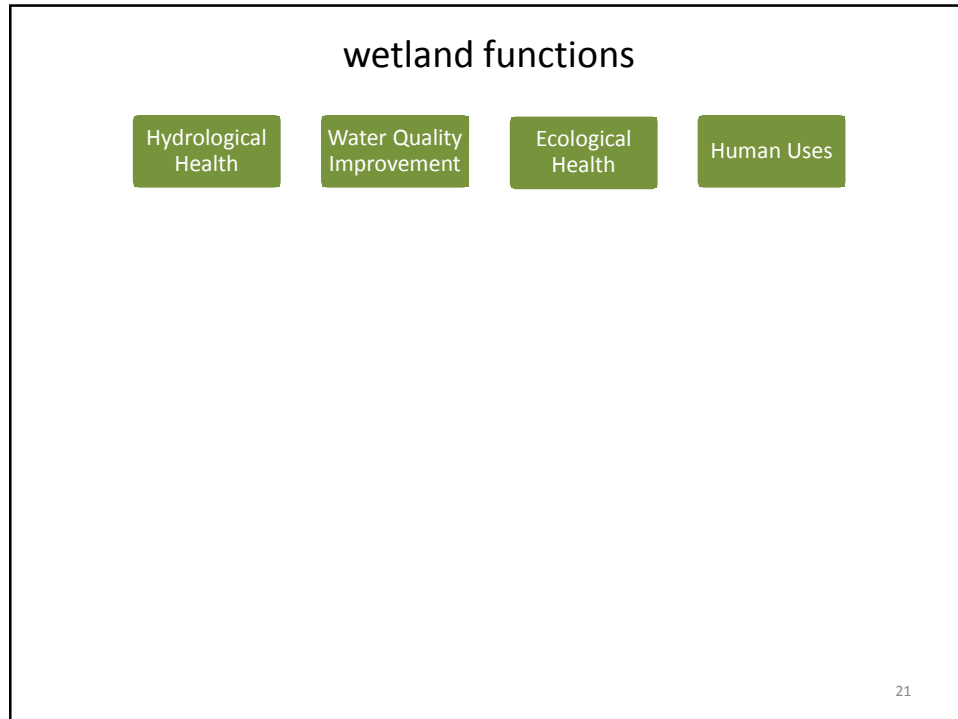 wetland functions
Hydrological
Health
Water Quality
Improvement
Ecological
Health
Human Uses
21